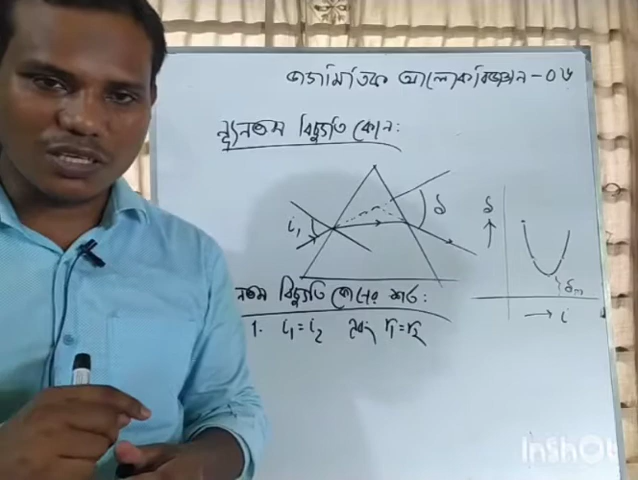 জ্যামিতিক আলোকবিজ্ঞান - ০৬
ন্যূনতম বিচ্যুতি কোন:
i₁
δ
δ
δₘ
→ i
নতম বিচ্যুতি কোনের শর্ত:
1. i₁ = i₂ এবং r₁ = r₂
InShOt